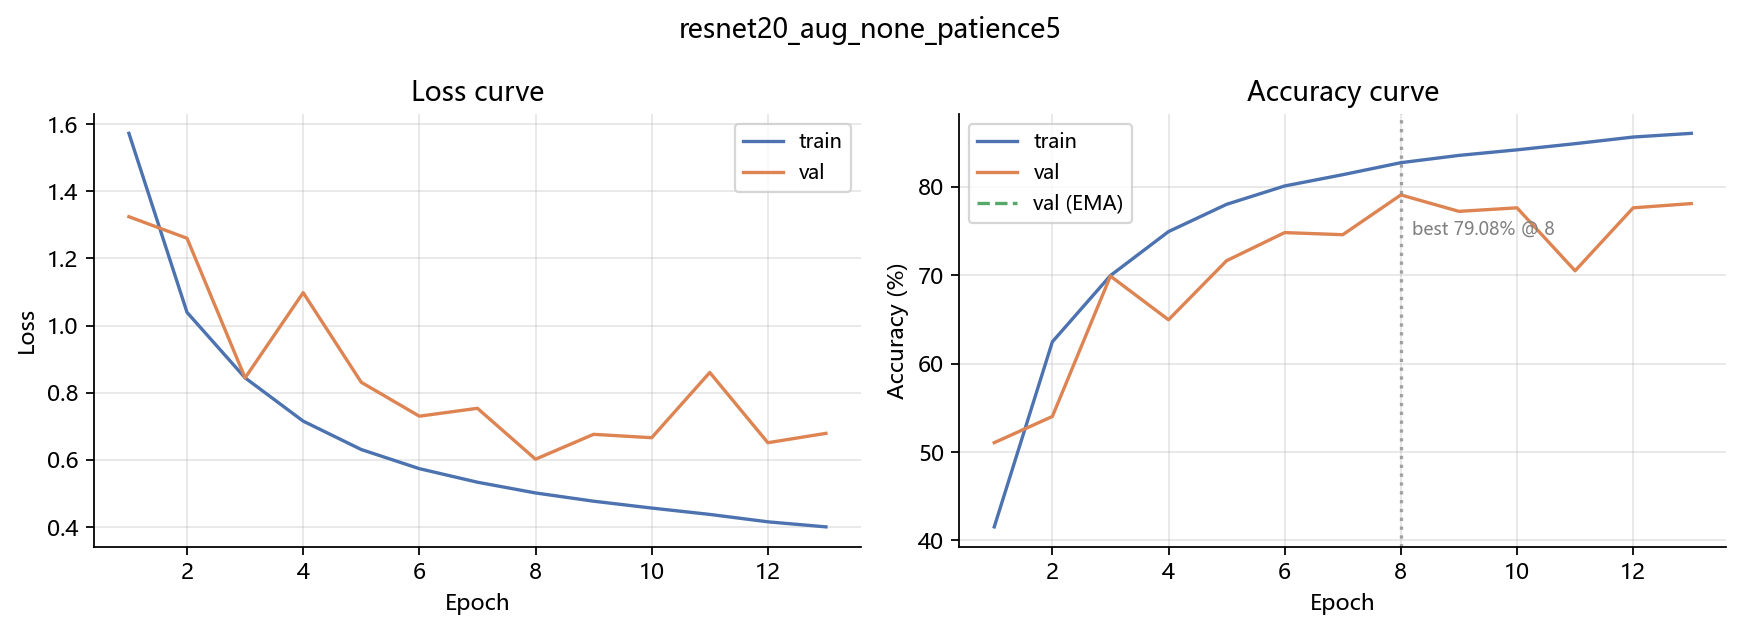 resnet20_aug_none_patience5
Loss curve
1.6
1.4
1.2
1.0
0.8
0.6
0.4
Loss
2
4
6
8
10
12
Epoch
train
val
Accuracy curve
80
70
60
50
40
Accuracy (%)
2
4
6
8
10
12
Epoch
train
val
val (EMA)
best 79.08% @ 8